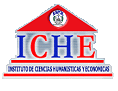 ICHE
INSTITUTO DE CIENCIAS HUMANISTICAS Y ECONOMICAS